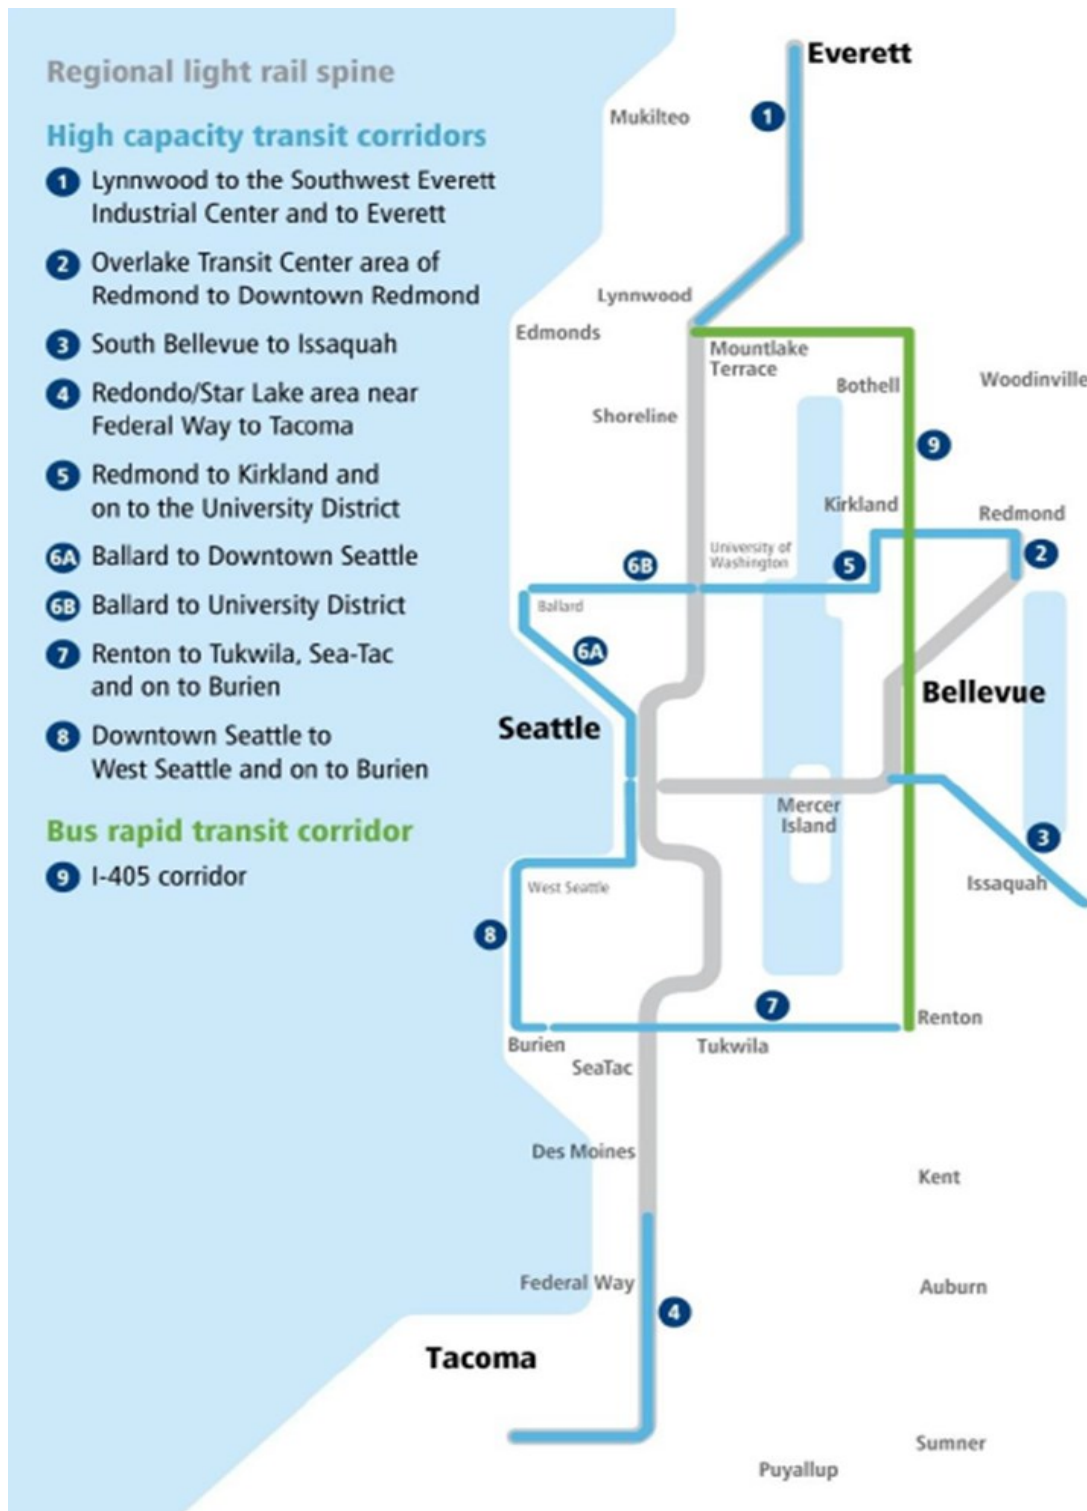 Regional light rail spine
High capacity transit corridors
1 Lynnwood to the Southwest Everett
Industrial Center and to Everett
2 Overlake Transit Center area of
Redmond to Downtown Redmond
3 South Bellevue to Issaquah
4 Redondo/Star Lake area near
Federal Way to Tacoma
5 Redmond to Kirkland and
on to the University District
6A Ballard to Downtown Seattle
6B Ballard to University District
7 Renton to Tukwila, Sea-Tac
and on to Burien
8 Downtown Seattle to
West Seattle and on to Burien
Bus rapid transit corridor
9 I-405 corridor
Everett
Mukilteo
1
Lynnwood
Edmonds
Mountlake
Terrace
Bothell
Woodinville
Shoreline
9
Kirkland
Redmond
University of
Washington
6B
5
2
Ballard
6A
Bellevue
Seattle
Mercer
Island
3
Issaquah
West Seattle
8
7
Renton
Burien
Tukwila
SeaTac
Des Moines
Kent
Federal Way
Auburn
4
Tacoma
Sumner
Puyallup